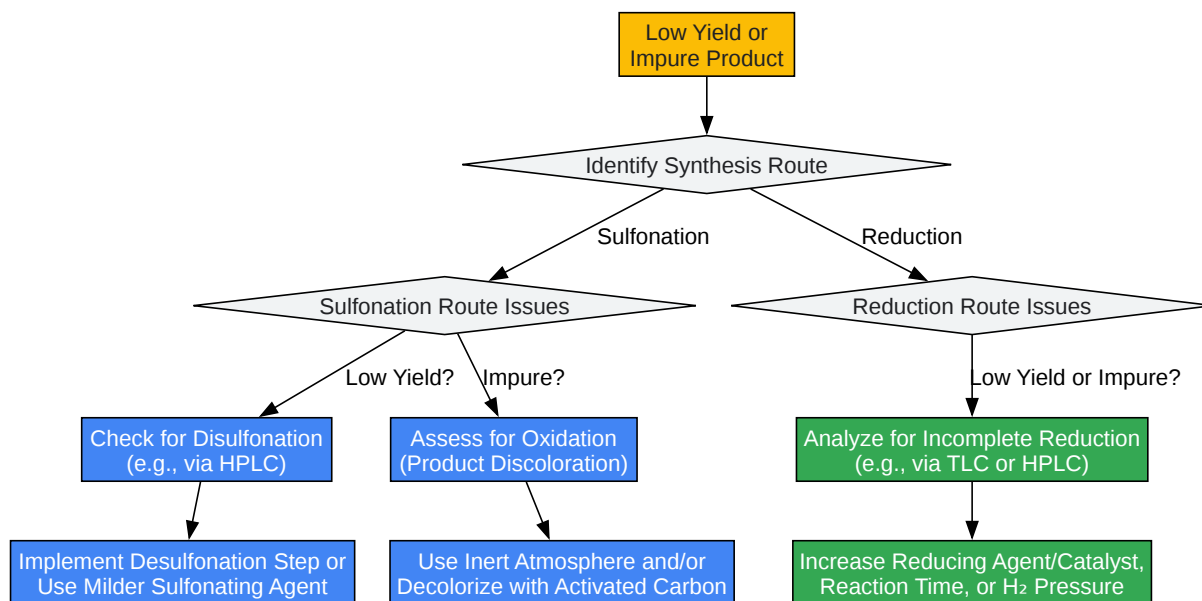 Low Yield or
Impure Product
Identify Synthesis Route
Sulfonation
Reduction
Sulfonation Route Issues
Reduction Route Issues
Low Yield?
Impure?
Low Yield or Impure?
Check for Disulfonation
(e.g., via HPLC)
Assess for Oxidation
(Product Discoloration)
Analyze for Incomplete Reduction
(e.g., via TLC or HPLC)
Implement Desulfonation Step or
Use Milder Sulfonating Agent
Use Inert Atmosphere and/or
Decolorize with Activated Carbon
Increase Reducing Agent/Catalyst,
Reaction Time, or H₂ Pressure